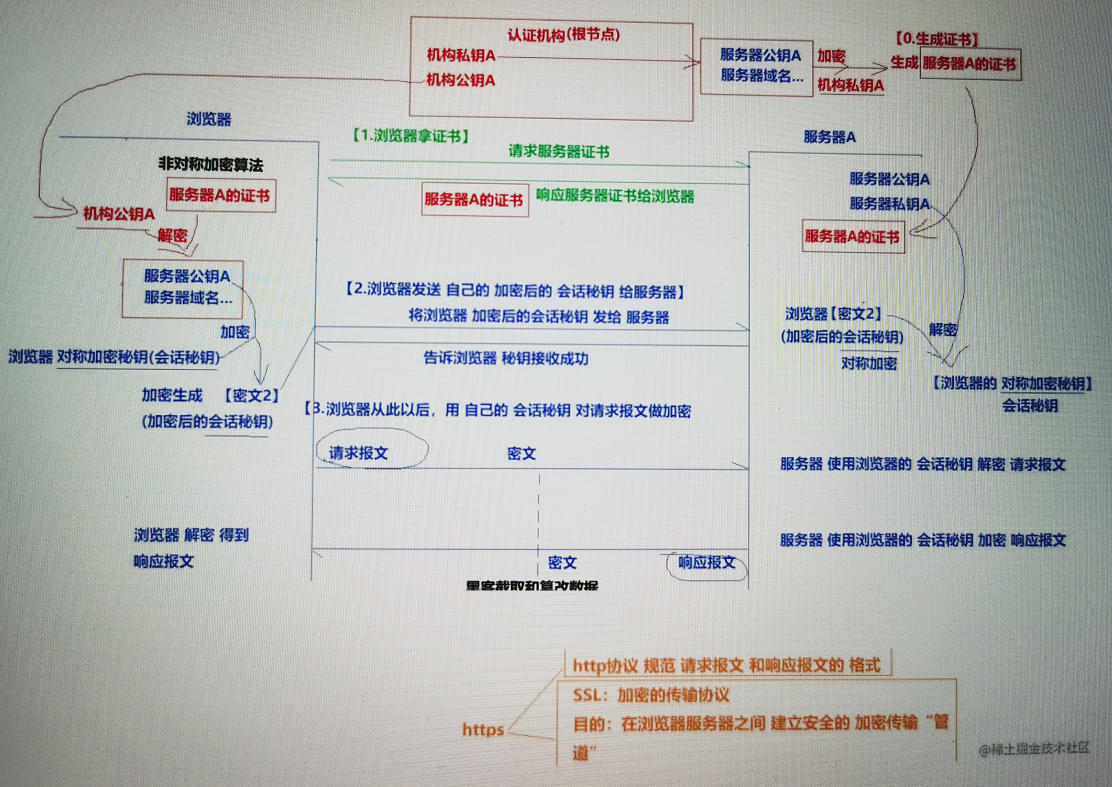 认证机构(根节点)
机构私钥A
机构公钥A
服务器公钥A
服务器域名...
加密
机构私钥A
【0.生成证书】
生成 服务器A的证书
浏览器
【1.浏览器拿证书】
请求服务器证书
服务器A
非对称加密算法
服务器A的证书
机构公钥A
解密
服务器A的证书
响应服务器证书给浏览器
服务器公钥A
服务器私钥A
服务器A的证书
服务器公钥A
服务器域名...
加密
浏览器 对称加密秘钥(会话秘钥)
加密生成 【密文2】
(加密后的会话秘钥)
【2.浏览器发送 自己的 加密后的 会话秘钥 给服务器】
将浏览器 加密后的会话秘钥 发给 服务器
告诉浏览器 秘钥接收成功
浏览器【密文2】
(加密后的会话秘钥)
对称加密
解密
【浏览器的 对称加密秘钥】
会话秘钥
【3.浏览器从此以后，用 自己的 会话秘钥 对请求报文做加密
请求报文
密文
服务器 使用浏览器的 会话秘钥 解密 请求报文
浏览器 解密 得到
响应报文
密文
响应报文
服务器 使用浏览器的 会话秘钥 加密 响应报文
黑客截取和篡改数据
https
http协议 规范 请求报文 和响应报文的 格式
SSL：加密的传输协议
目的：在浏览器服务器之间 建立安全的 加密传输“管
道”
@稀土掘金技术社区